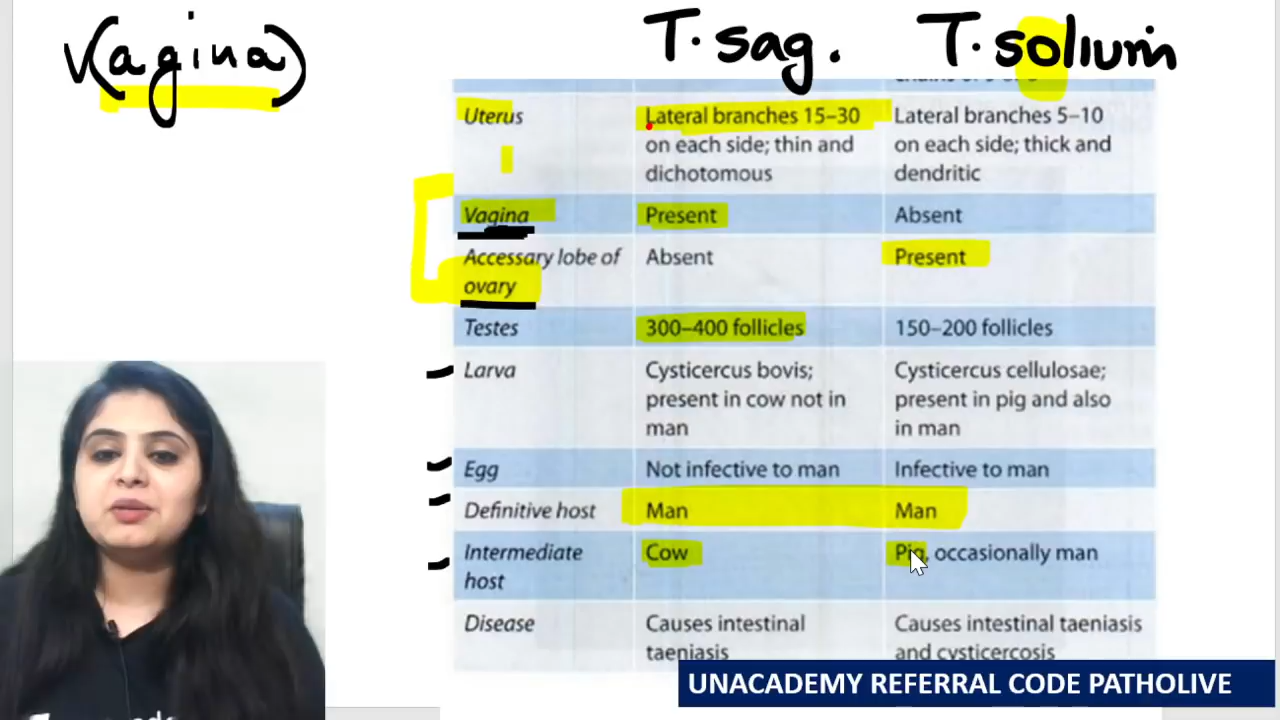 v(agina)
T. sag.
T. solium
Uterus
Lateral branches 15–30
on each side; thin and
dichotomous
Lateral branches 5–10
on each side; thick and
dendritic
Vagina
Present
Absent
Accessary lobe of
ovary
Absent
Present
Testes
300–400 follicles
150–200 follicles
Larva
Cysticercus bovis;
present in cow not in
man
Cysticercus cellulosae;
present in pig and also
in man
Egg
Not infective to man
Infective to man
Definitive host
Man
Man
Intermediate
host
Cow
Pig, occasionally man
Disease
Causes intestinal
taeniasis
Causes intestinal taeniasis
and cysticercosis
UNACADEMY REFERRAL CODE PATHOLIVE